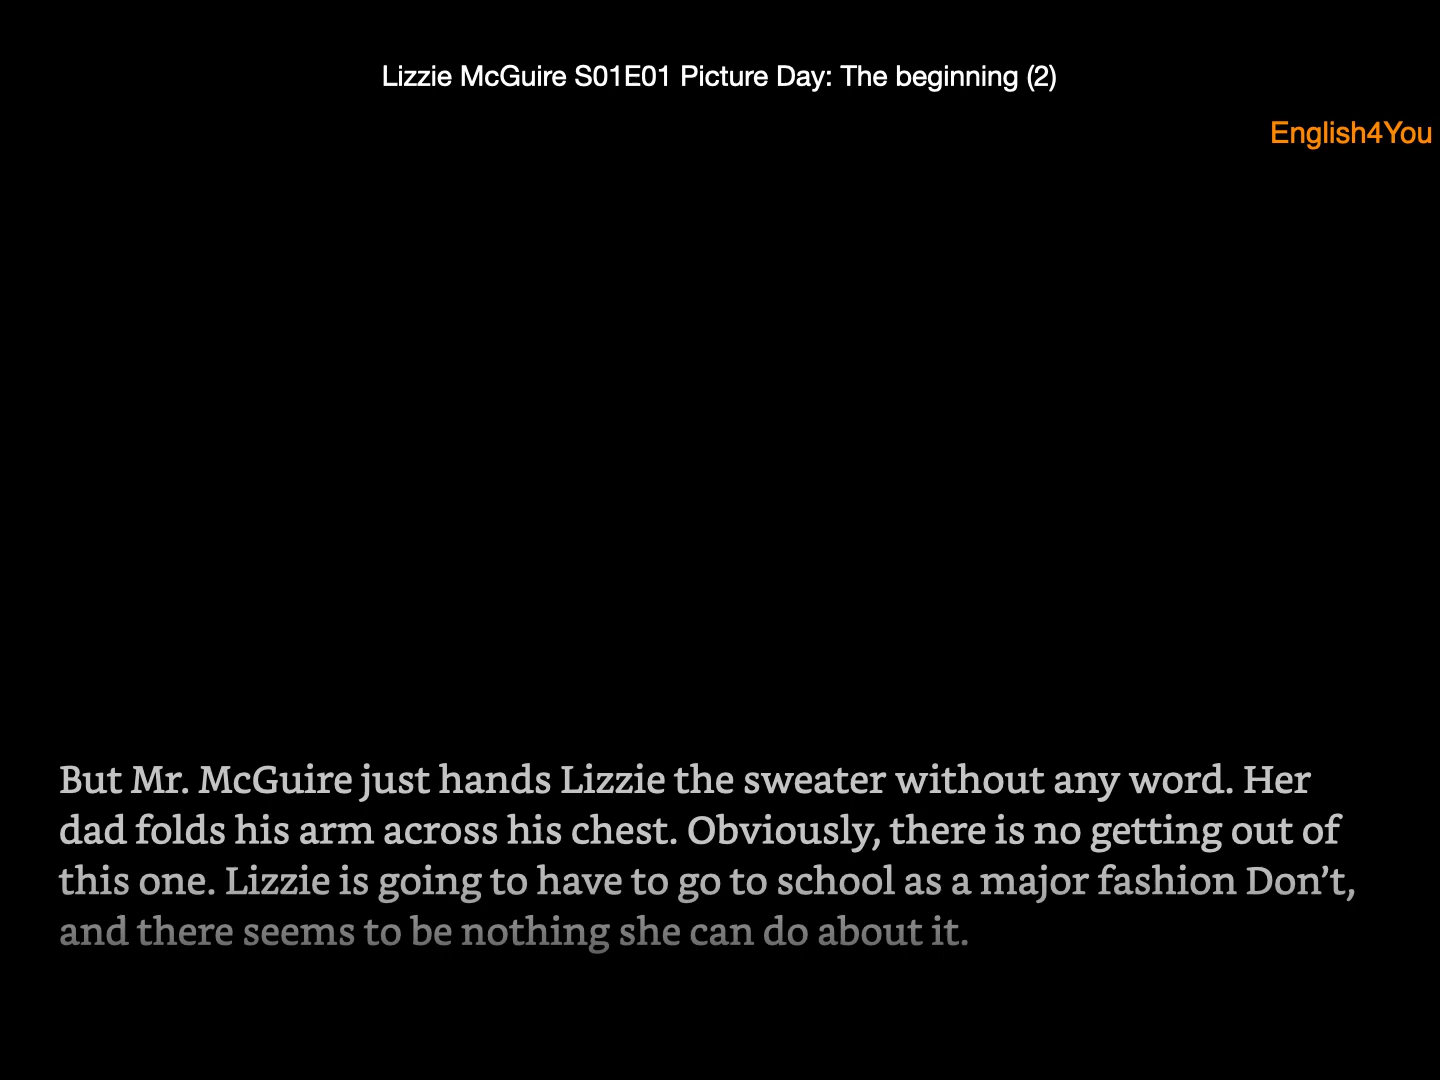 Lizzie McGuire S01E01 Picture Day: The beginning (2)
English4You
But Mr. McGuire just hands Lizzie the sweater without any word. Her
dad folds his arm across his chest. Obviously, there is no getting out of
this one. Lizzie is going to have to go to school as a major fashion Don’t,
and there seems to be nothing she can do about it.